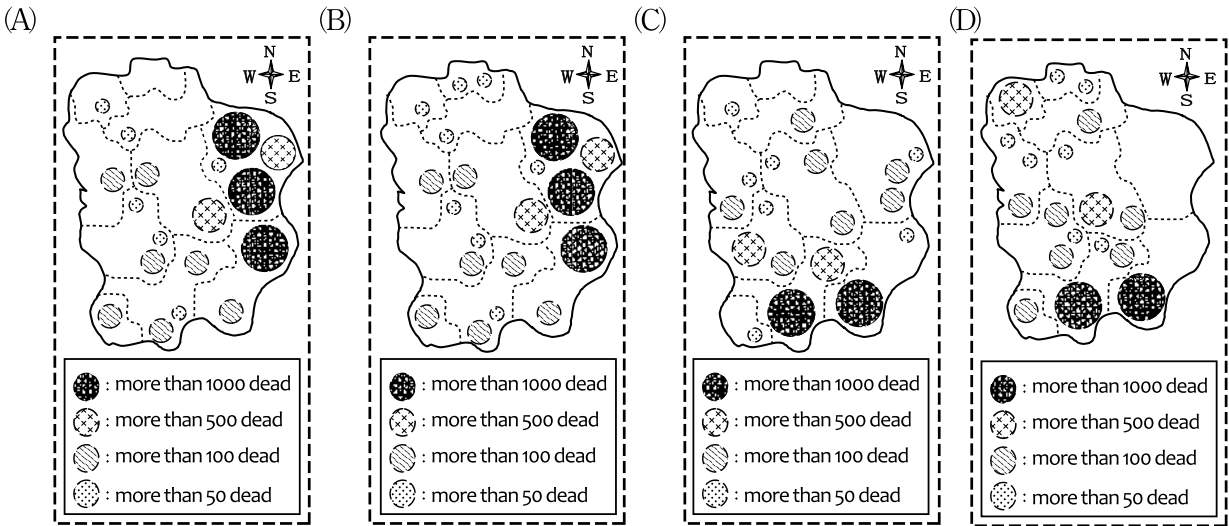 (A)
N
W E
S
: more than 1000 dead
: more than 500 dead
: more than 100 dead
: more than 50 dead
(B)
N
W E
S
: more than 1000 dead
: more than 500 dead
: more than 100 dead
: more than 50 dead
(C)
N
W E
S
: more than 1000 dead
: more than 500 dead
: more than 100 dead
: more than 50 dead
(D)
N
W E
S
: more than 1000 dead
: more than 500 dead
: more than 100 dead
: more than 50 dead